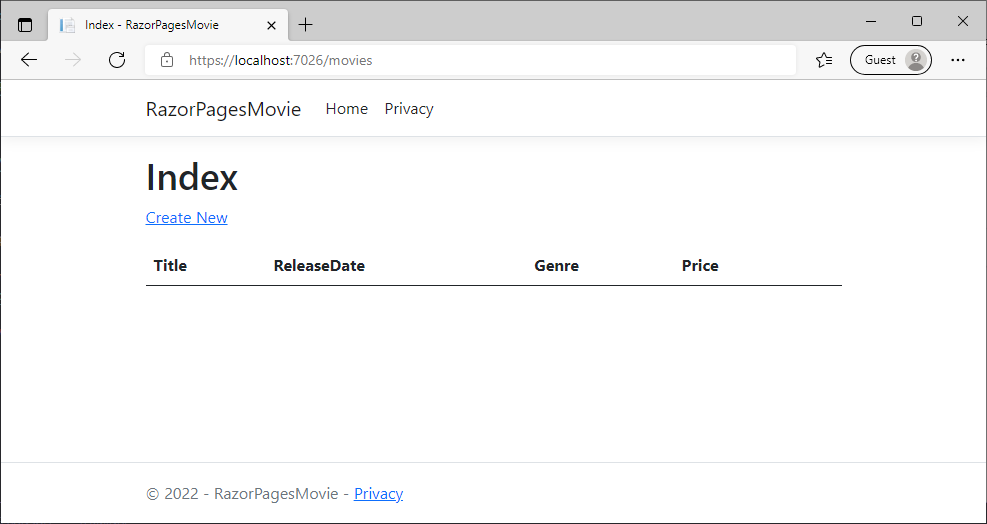 Index - RazorPagesMovie
https://localhost:7026/movies
Guest
RazorPagesMovie Home Privacy
Index
Create New
Title ReleaseDate Genre Price
© 2022 - RazorPagesMovie - Privacy